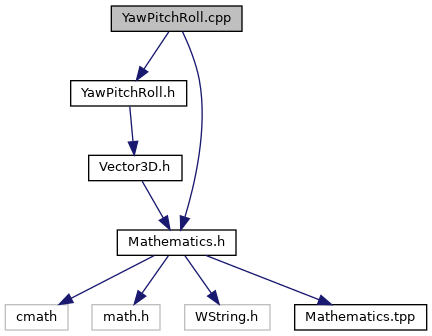 YawPitchRoll.cpp
YawPitchRoll.h
Vector3D.h
Mathematics.h
cmath
math.h
WString.h
Mathematics.tpp